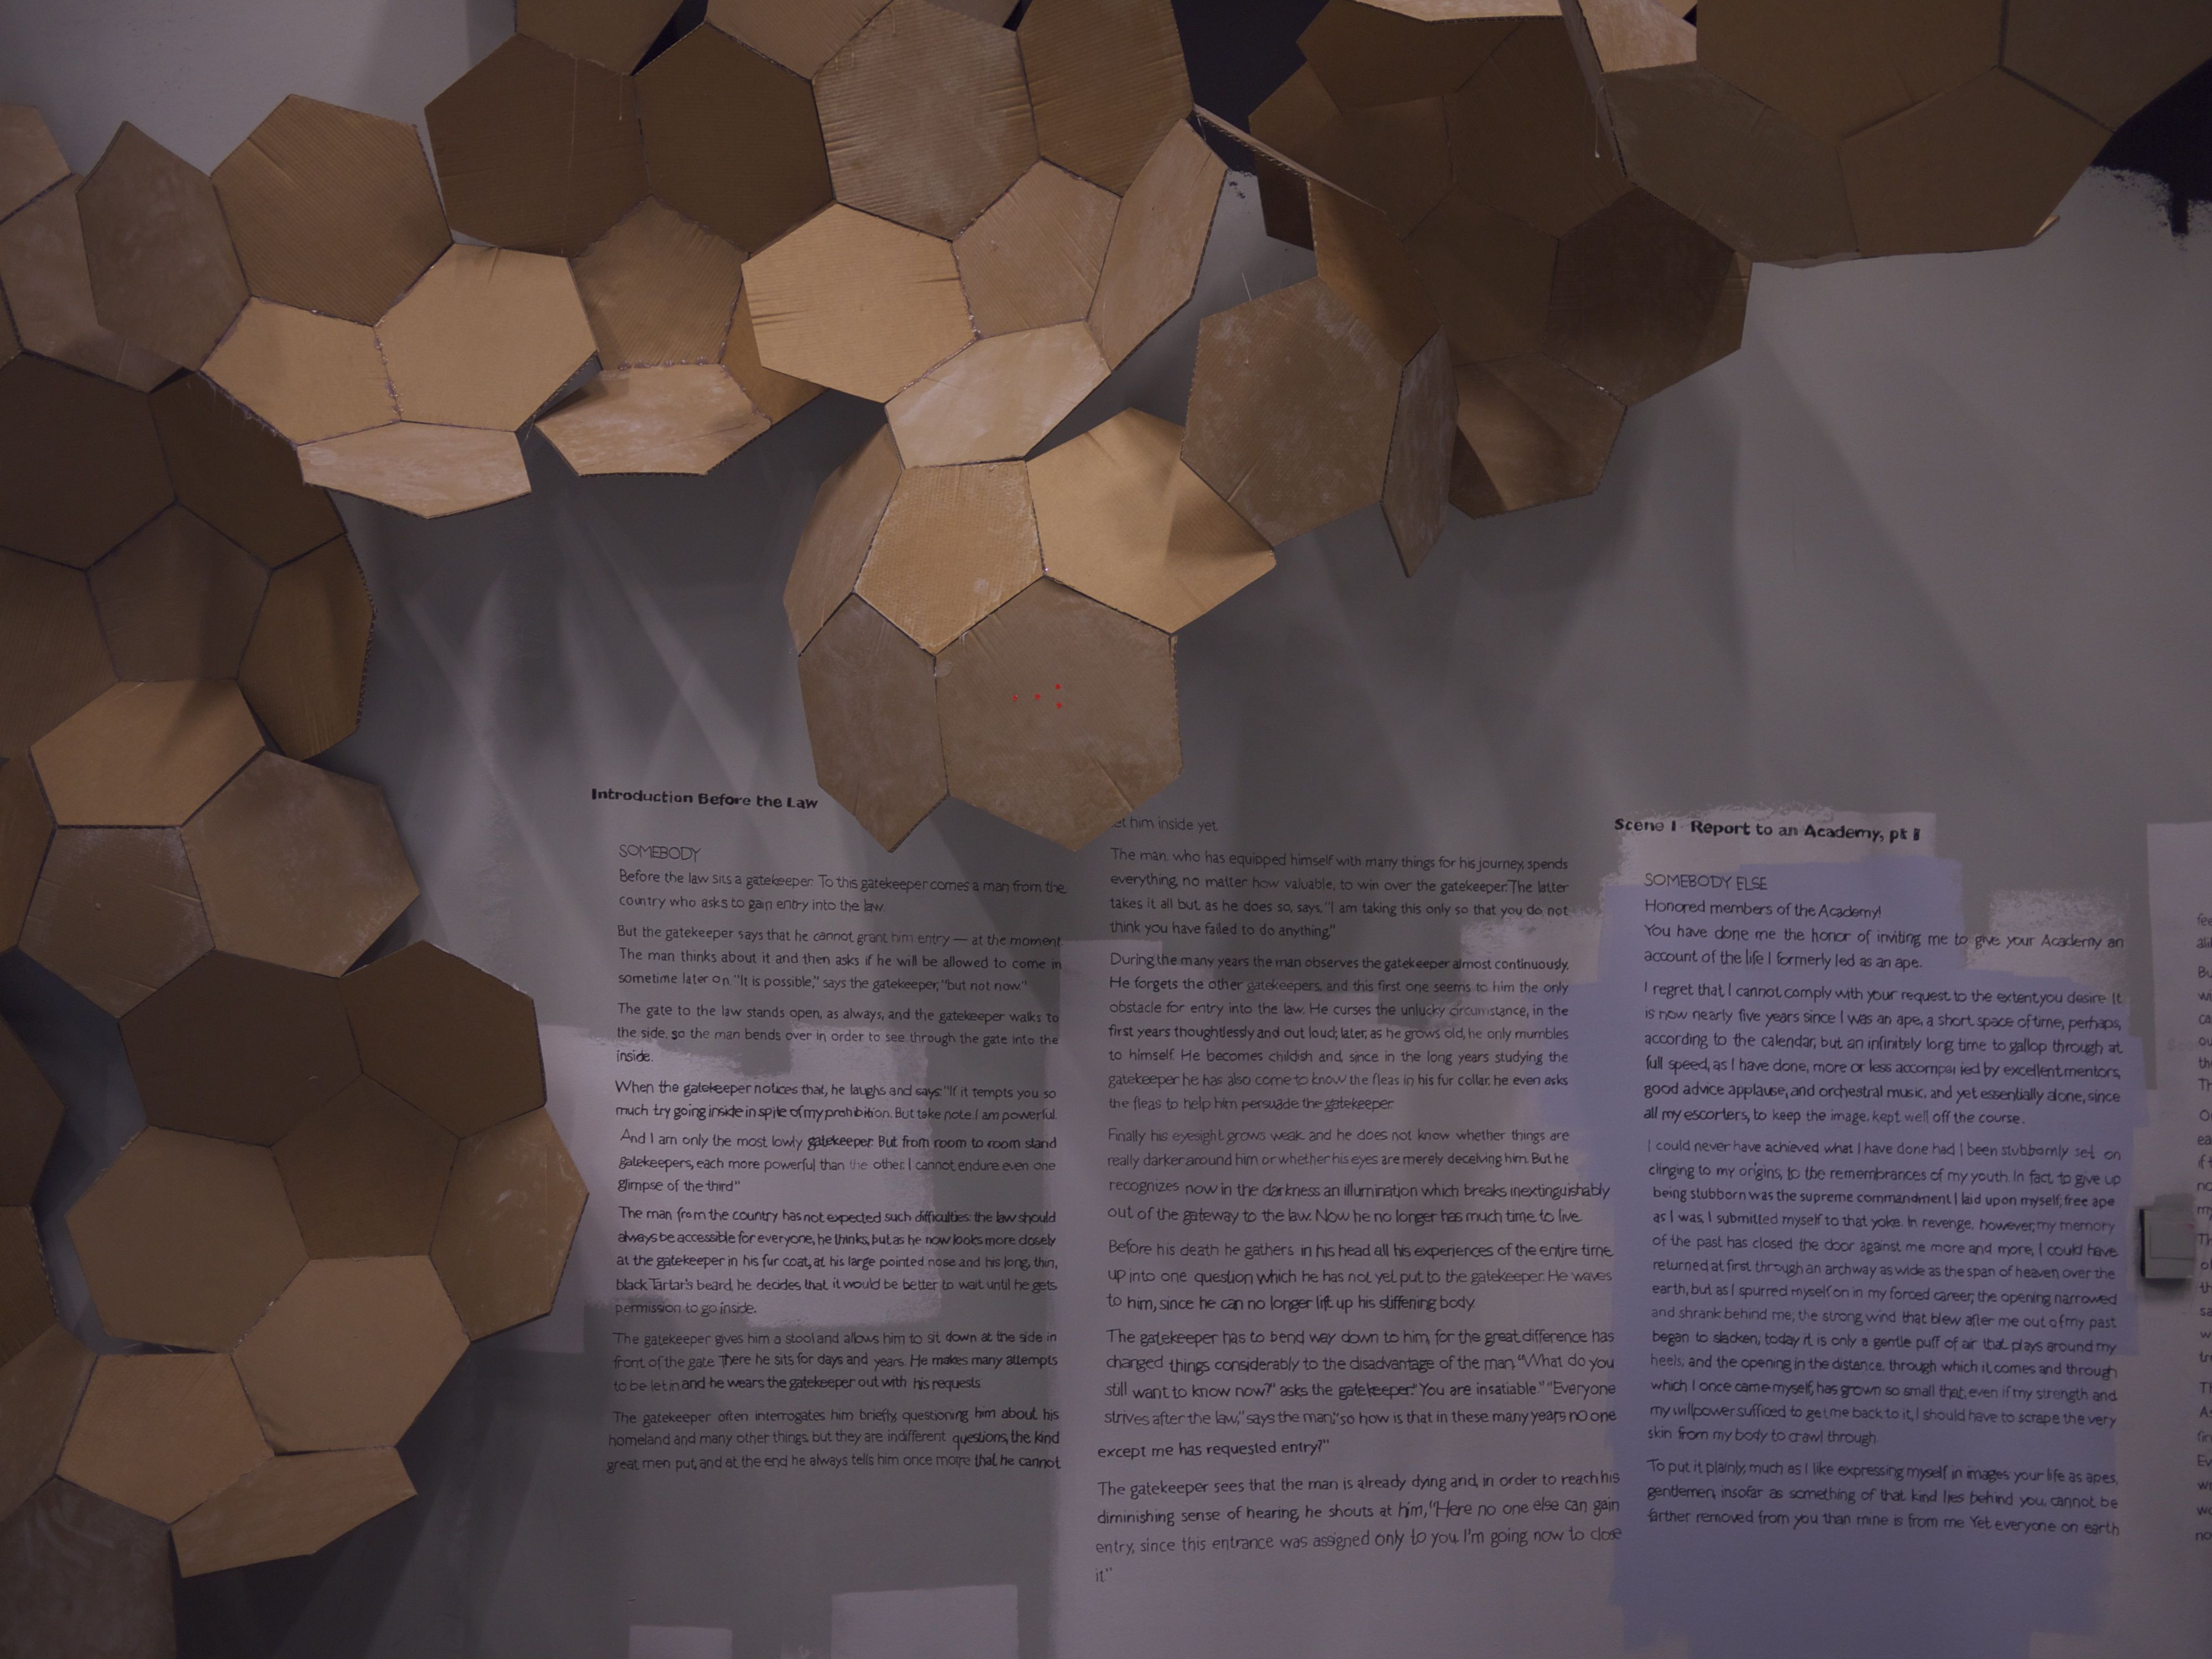 Introduction Before the Law
SOMEBODY
Before the law sits a gatekeeper. To this gatekeeper comes a man from the
country who asks to gain entry into the law.
But the gatekeeper says that he cannot grant him entry — at the moment.
The man thinks about it and then asks if he will be allowed to come in
sometime later on. "It is possible," says the gatekeeper, "but not now."
The gate to the law stands open, as always, and the gatekeeper walks to
the side, so the man bends over in order to see through the gate into the
inside.
When the gatekeeper notices that, he laughs and says: "If it tempts you so
much try going inside in spite of my prohibition. But take note. I am powerful.
And I am only the most lowly gatekeeper. But from room to room stand
gatekeepers, each more powerful than the other. I cannot endure even one
glimpse of the third"
The man from the country has not expected such difficulties: the law should
always be accessible for everyone, he thinks, but as he now looks more closely
at the gatekeeper in his fur coat, at his large pointed nose and his long, thin,
black Tartar's beard, he decides that it would be better to wait until he gets
permission to go inside.
The gatekeeper gives him a stool and allows him to sit down at the side in
front of the gate There he sits for days and years. He makes many attempts
to be let in and he wears the gatekeeper out with his requests
The gatekeeper often interrogates him briefly, questioning him about his
homeland and many other things, but they are indifferent questions, the kind
great men put, and at the end he always tells him once more that he cannot
him inside yet.
The man, who has equipped himself with many things for his journey, spends
everything, no matter how valuable, to win over the gatekeeper. The latter
takes it all but as he does so, says, "I am taking this only so that you do not
think you have failed to do anything."
During the many years the man observes the gatekeeper almost continuously.
He forgets the other gatekeepers, and this first one seems to him the only
obstacle for entry into the law. He curses the unlucky circumstance, in the
first years thoughtlessly and out loud; later, as he grows old, he only mumbles
to himself. He becomes childish and, since in the long years studying the
gatekeeper he has also come to know the fleas in his fur collar, he even asks
the fleas to help him persuade the gatekeeper.
Finally his eyesight grows weak and he does not know whether things are
really darker around him or whether his eyes are merely deceiving him. But he
recognizes now in the darkness an illumination which breaks inextinguishably
out of the gateway to the law. Now he no longer has much time to live.
Before his death he gathers in his head all his experiences of the entire time
up into one question which he has not yet put to the gatekeeper. He waves
to him, since he can no longer lift up his stiffening body.
The gatekeeper has to bend way down to him, for the great difference has
changed things considerably to the disadvantage of the man, "What do you
still want to know now?" asks the gatekeeper." You are insatiable." "Everyone
strives after the law," says the man, "so how is that in these many years no one
except me has requested entry?"
The gatekeeper sees that the man is already dying and, in order to reach his
diminishing sense of hearing, he shouts at him, "Here no one else can gain
entry, since this entrance was assigned only to you. I'm going now to close
it"
Scene I - Report to an Academy, pt I
SOMEBODY ELSE
Honored members of the Academy!
You have done me the honor of inviting me to give your Academy an
account of the life I formerly led as an ape.
I regret that I cannot comply with your request to the extent you desire. It
is now nearly five years since I was an ape, a short space of time, perhaps,
according to the calendar, but an infinitely long time to gallop through at
full speed, as I have done, more or less accompanied by excellent mentors,
good advice applause, and orchestral music, and yet essentially alone, since
all my escorters, to keep the image, kept well off the course.
I could never have achieved what I have done had I been stubbornly set on
clinging to my origins, to the remembrances of my youth. In fact, to give up
being stubborn was the supreme commandment I laid upon myself; free ape
as I was, I submitted myself to that yoke. In revenge, however, my memory
of the past has closed the door against me more and more, I could have
returned at first through an archway as wide as the span of heaven over the
earth, but as I spurred myself on in my forced career, the opening narrowed
and shrank behind me; the strong wind that blew after me out of my past
began to slacken; today it is only a gentle puff of air that plays around my
heels; and the opening in the distance, through which it comes and through
which I once came myself, has grown so small that, even if my strength and
my willpower sufficed to get me back to it, I should have to scrape the very
skin from my body to crawl through.
To put it plainly, much as I like expressing myself in images: your life as apes,
gentlemen, insofar as something of that kind lies behind you, cannot be
farther removed from you than mine is from me Yet everyone on earth